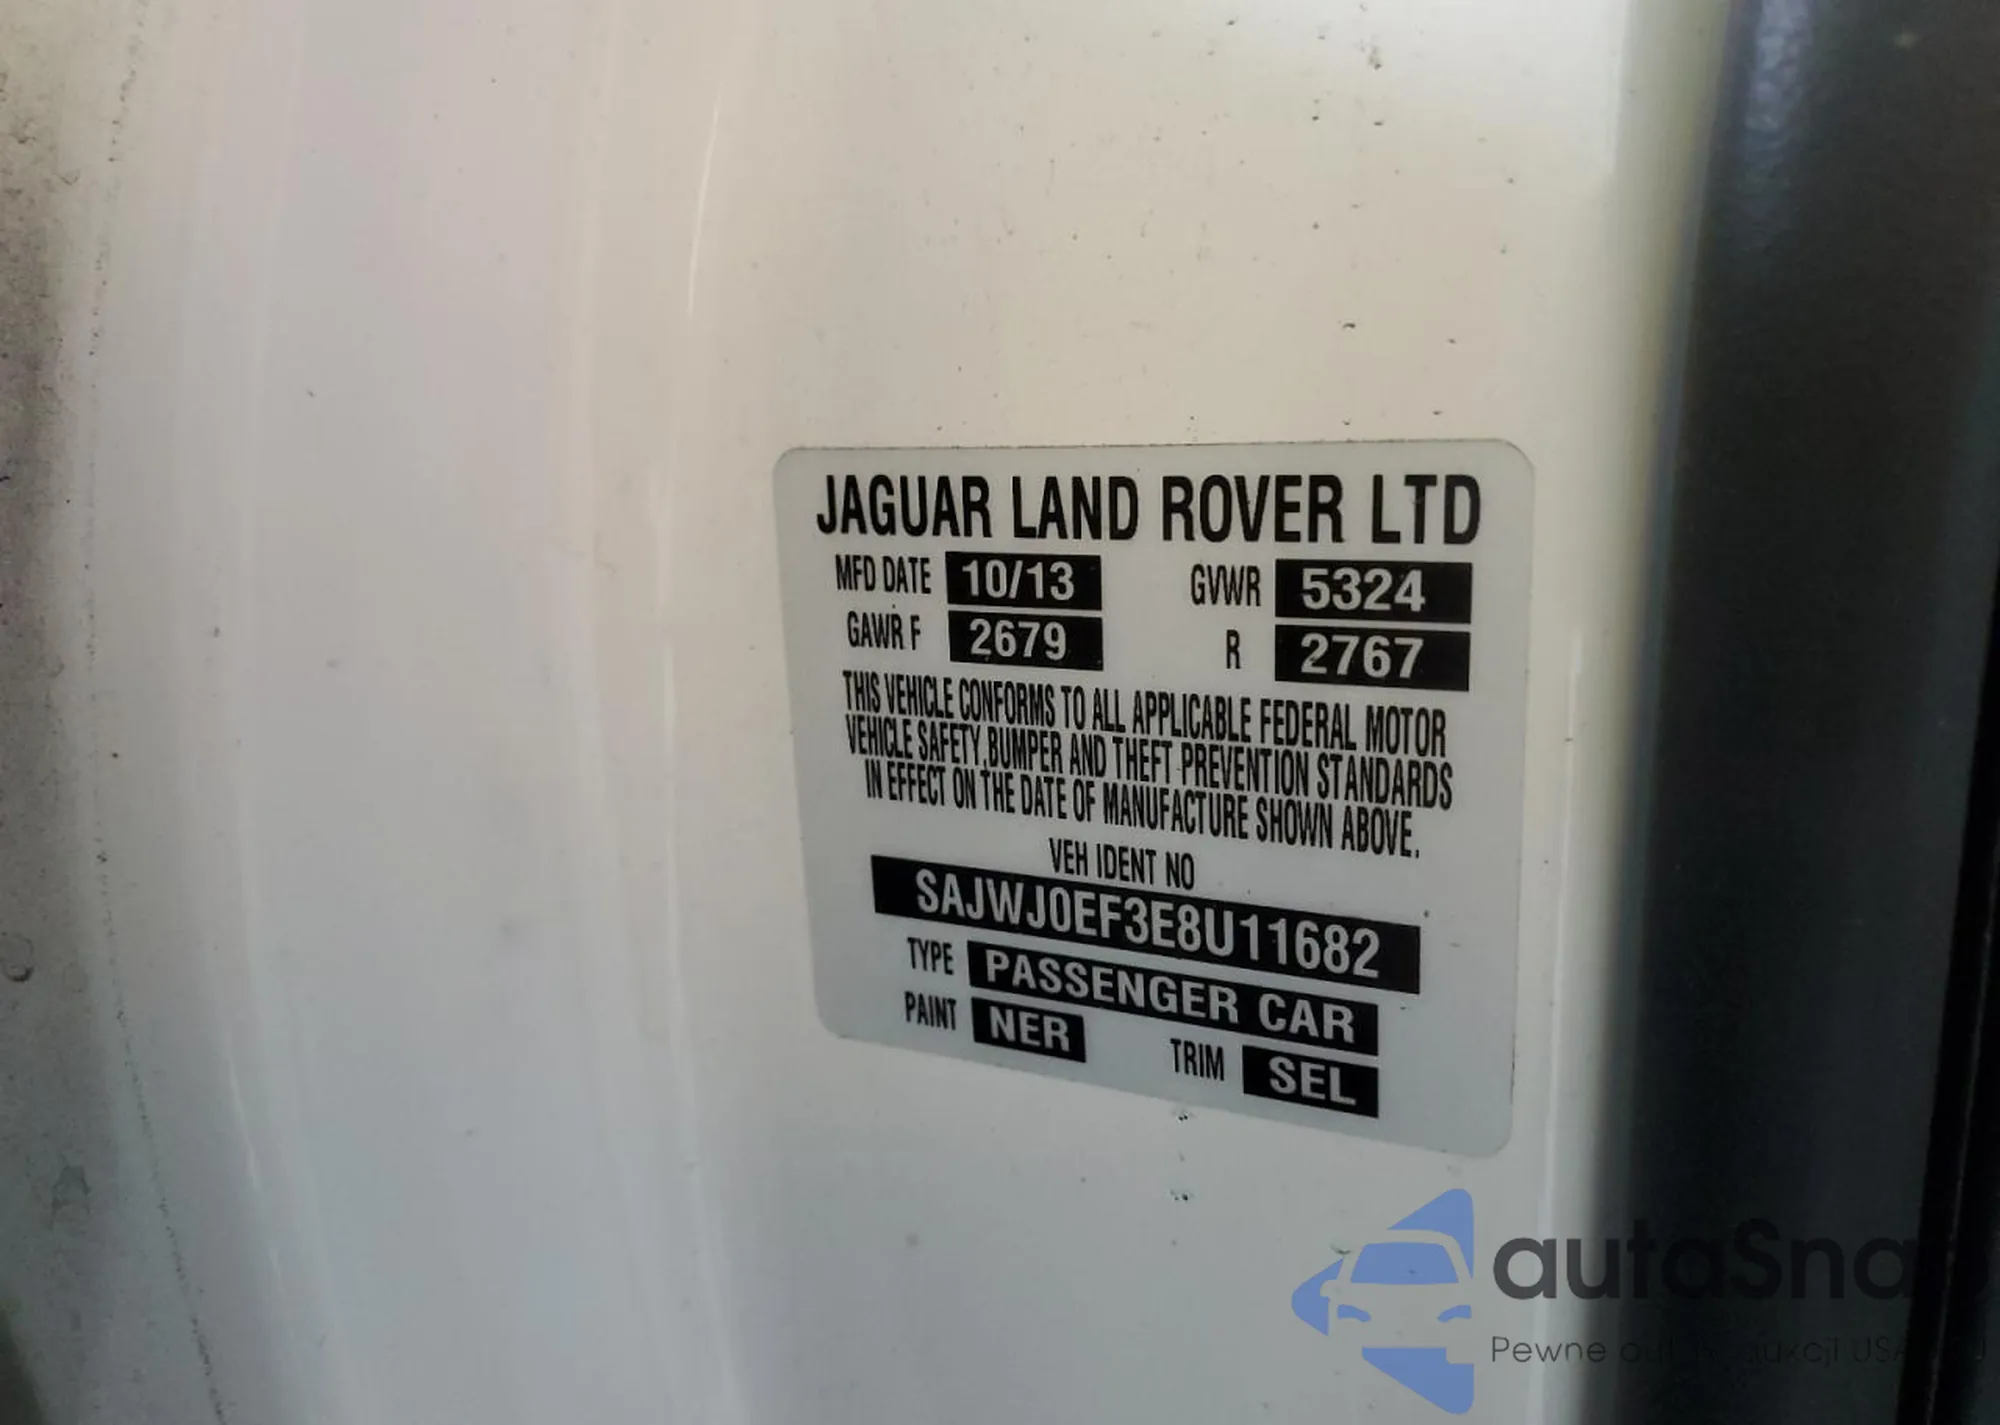 JAGUAR LAND ROVER LTD
MFD DATE 10/13 GVWR 5324
GAWR F 2679 R 2767
THIS VEHICLE CONFORMS TO ALL APPLICABLE FEDERAL MOTOR
VEHICLE SAFETY,BUMPER AND THEFT PREVENTION STANDARDS
IN EFFECT ON THE DATE OF MANUFACTURE SHOWN ABOVE.
VEH IDENT NO
SAJWJ0EF3E8U11682
TYPE PASSENGER CAR
PAINT NER TRIM SEL
Pewne